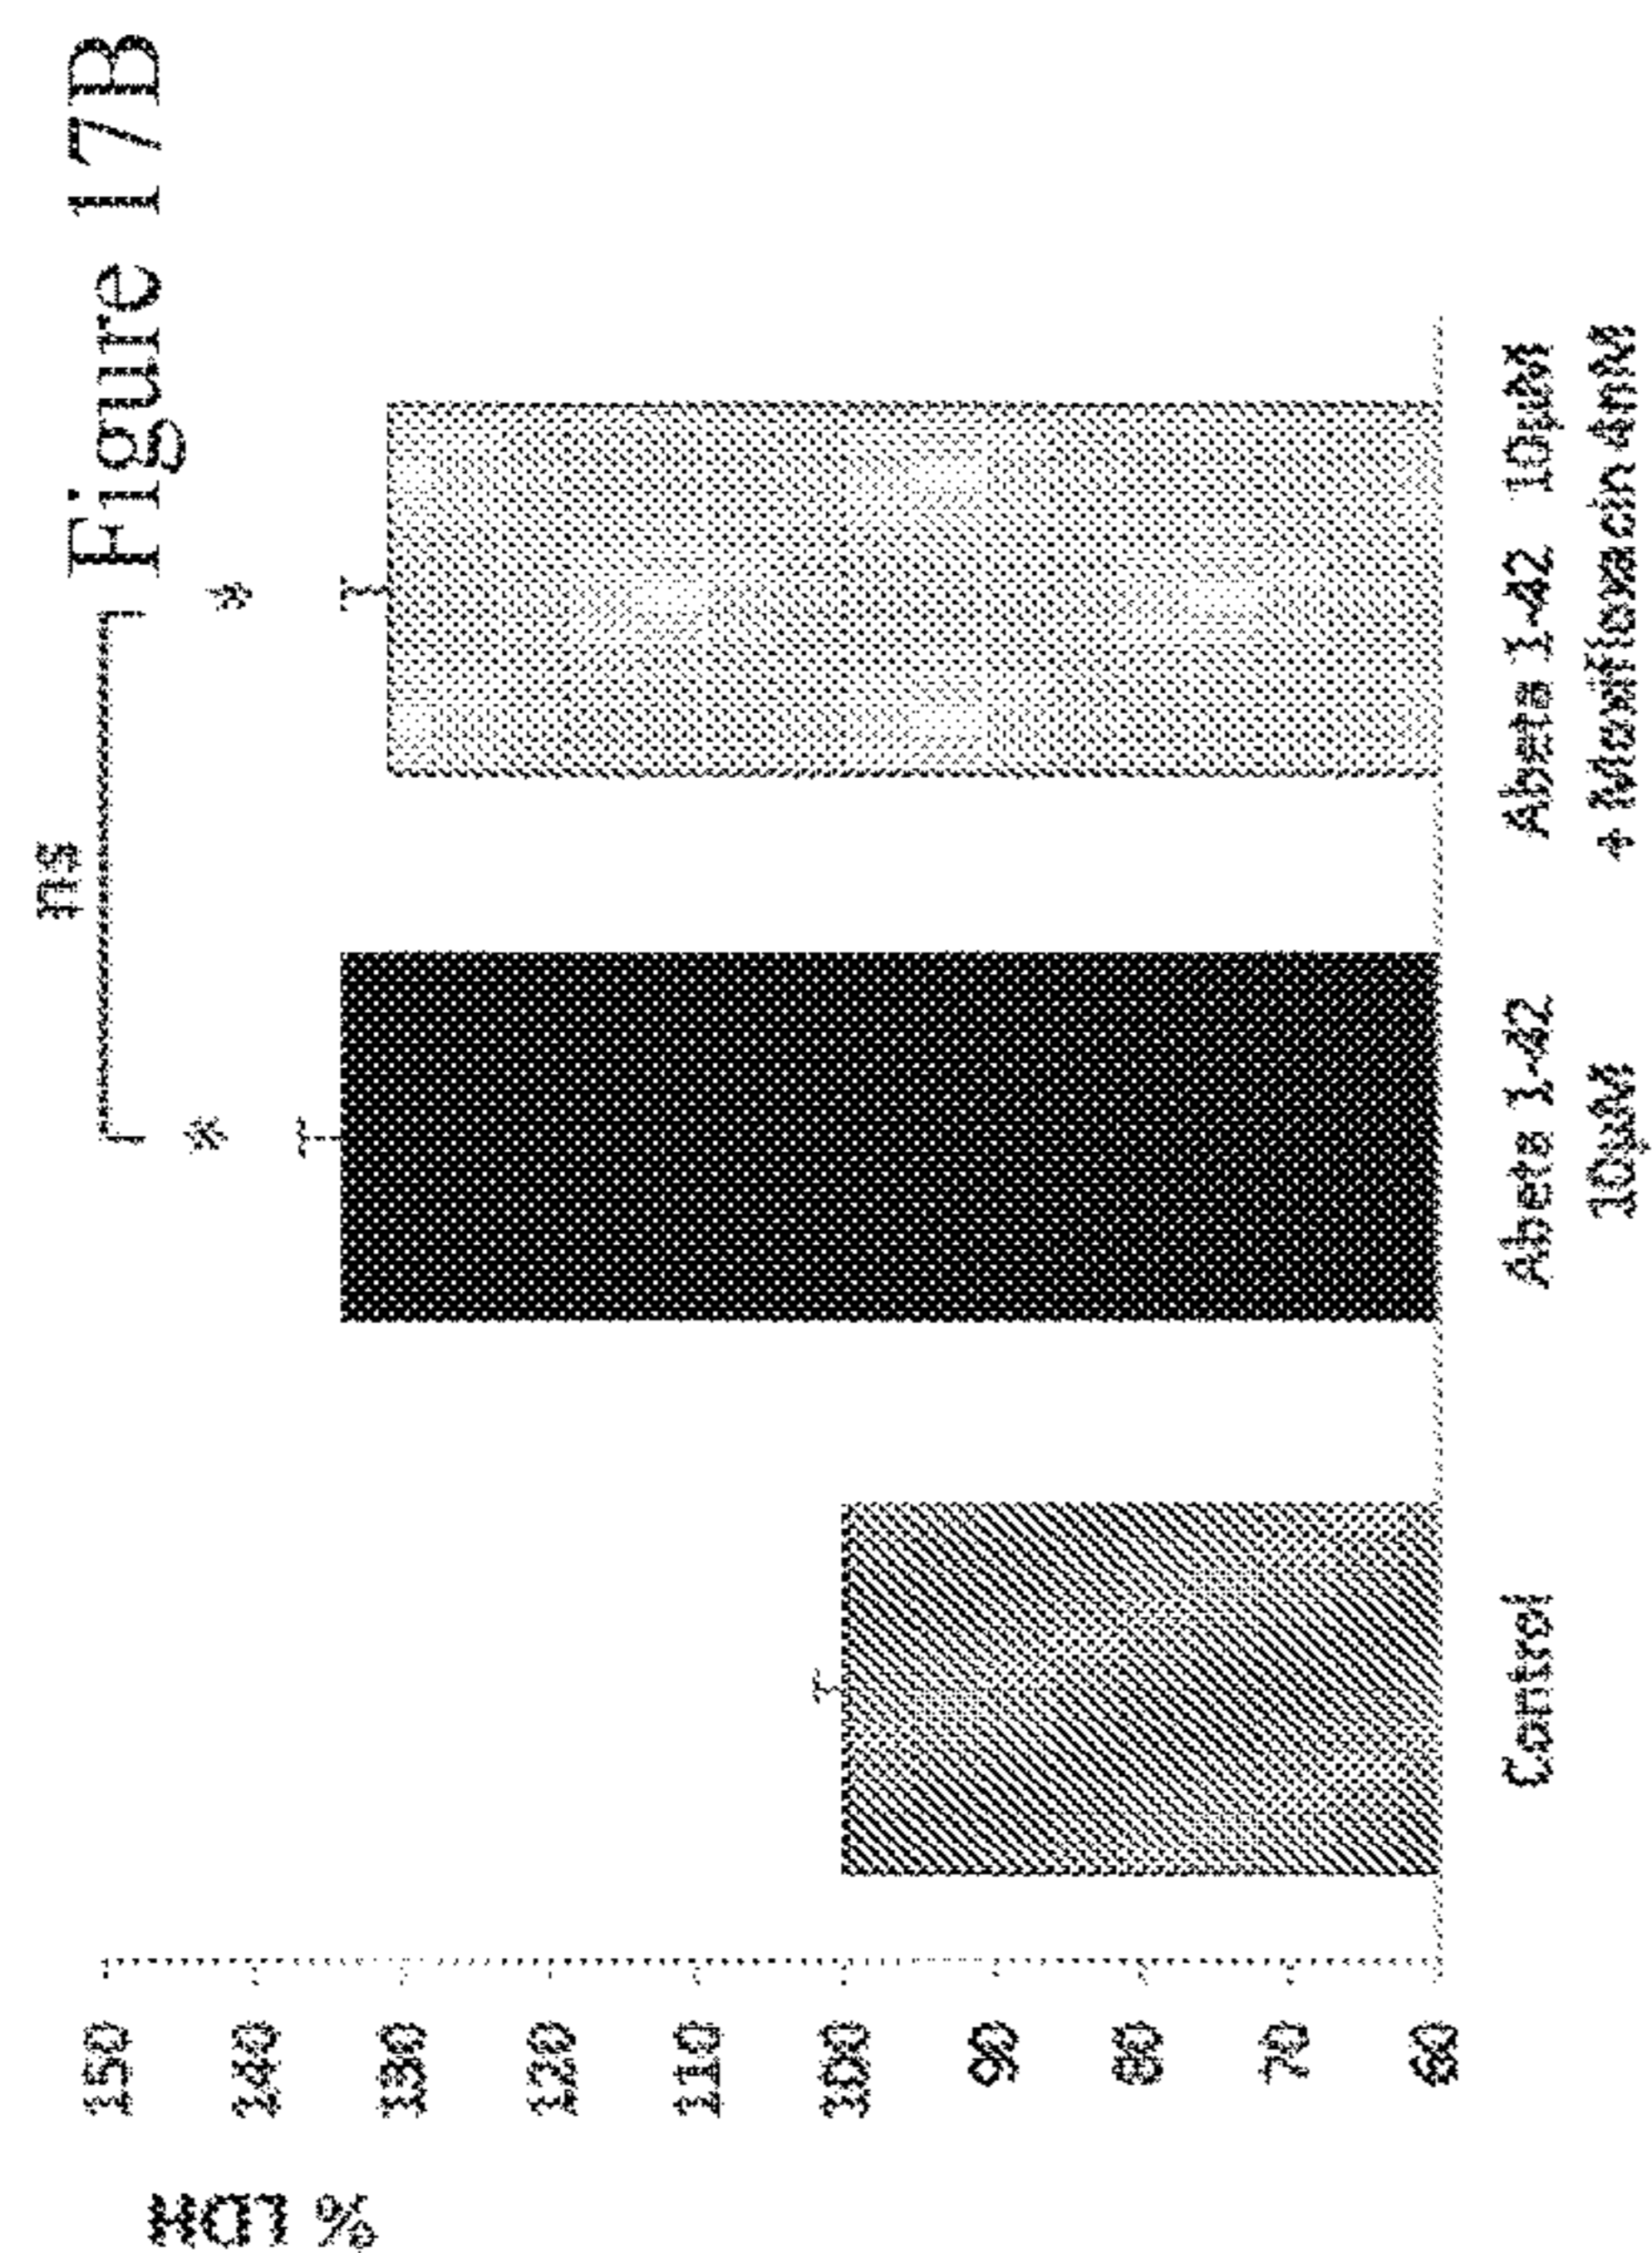 Figure 17B
ns
*
*
% LDH
150
140
130
120
110
100
90
80
70
60
Control
Abeta 1-42
10µM
Abeta 1-42 10µM
+ Moxifloxacin 4nM